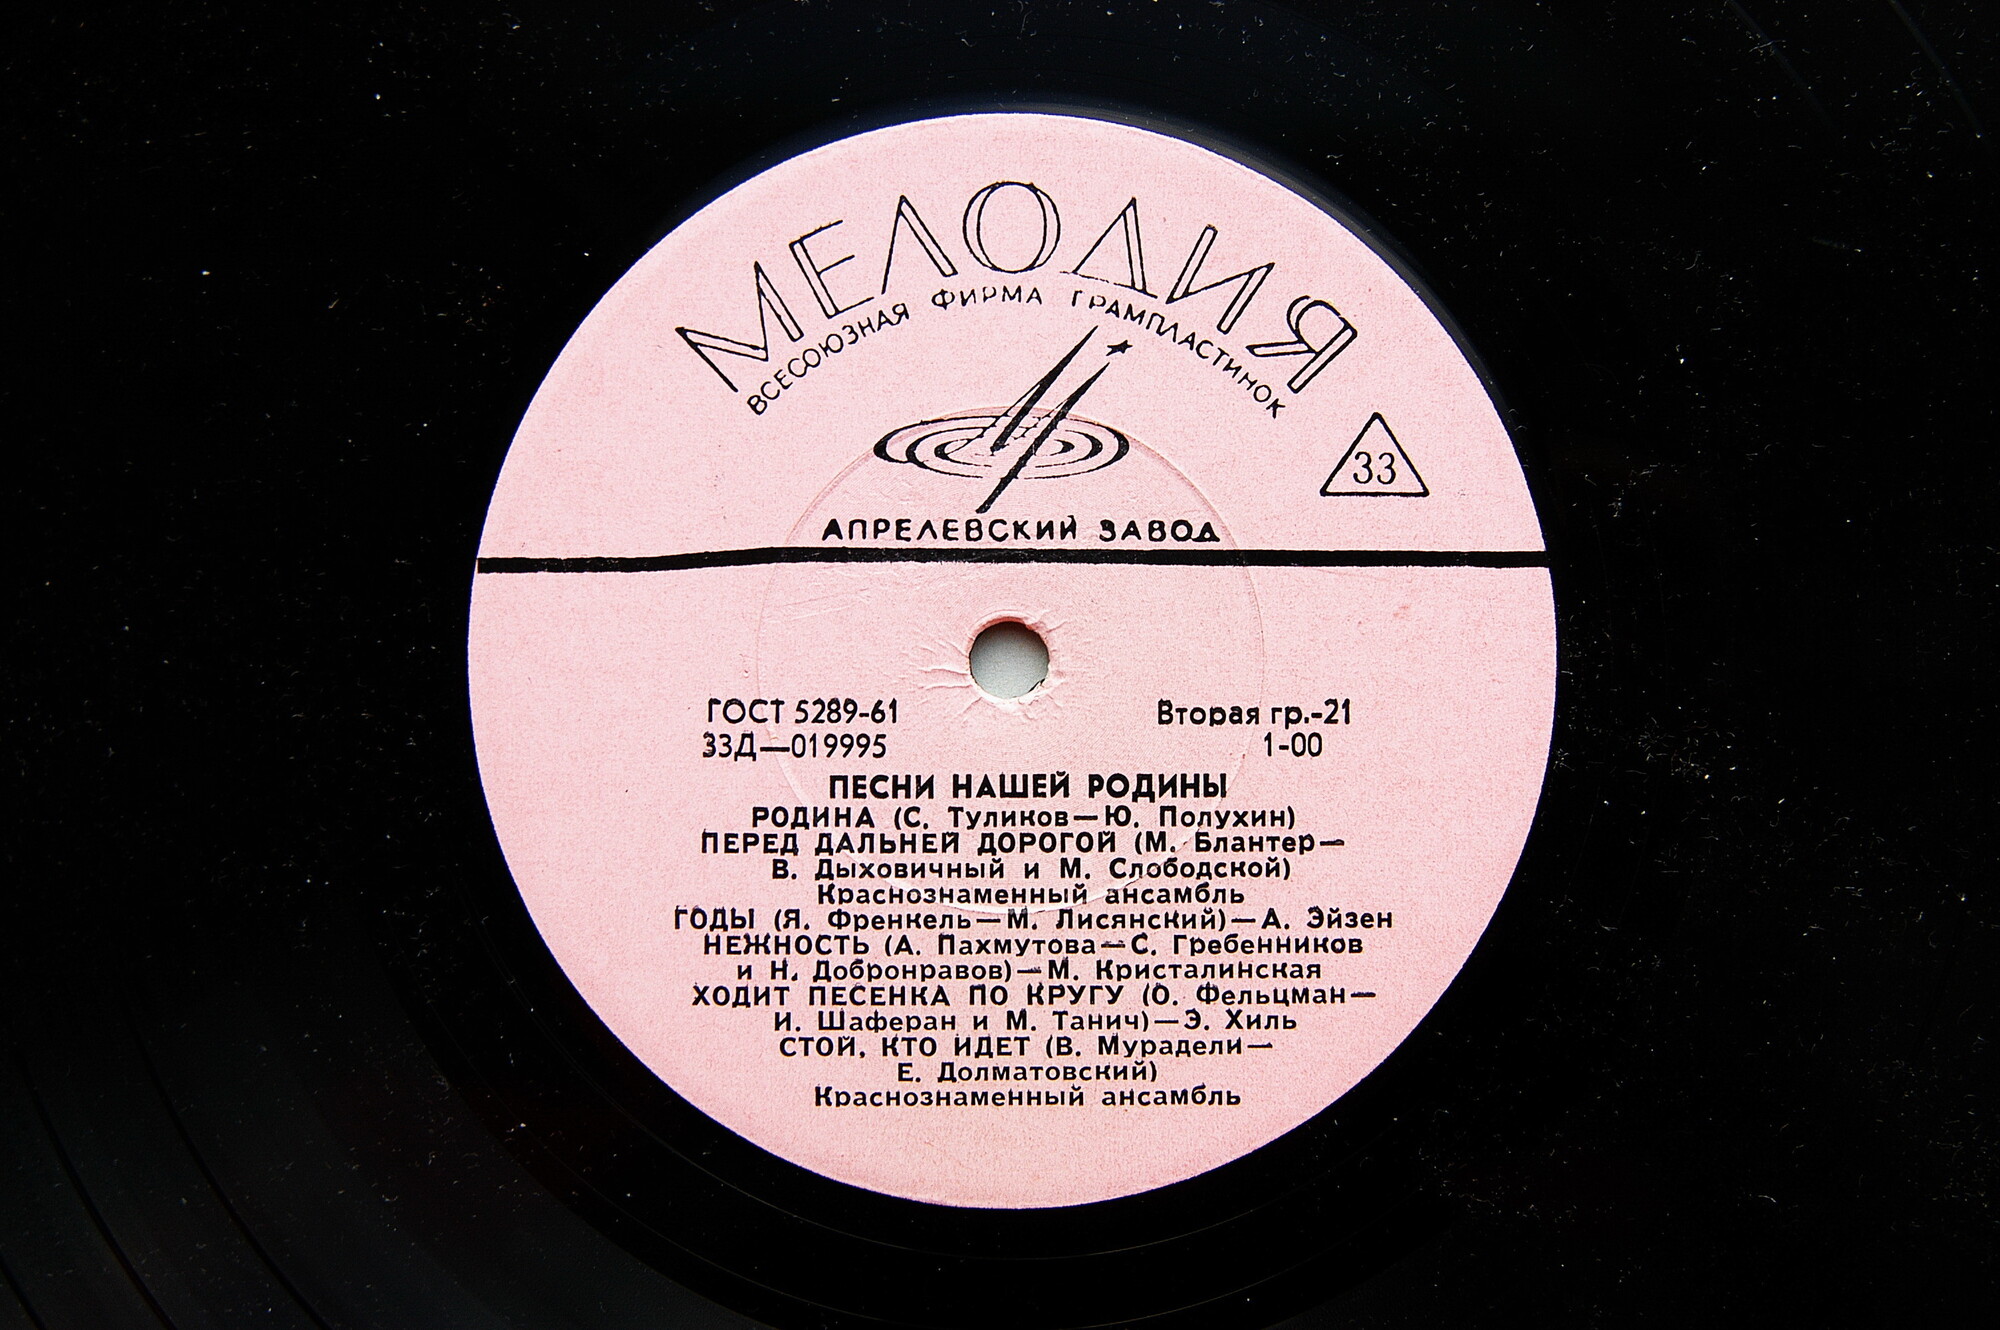 МЕЛОДИЯ
ВСЕСОЮЗНАЯ ФИРМА ГРАМПЛАСТИНОК
33
АПРЕЛЕВСКИЙ ЗАВОД
ГОСТ 5289-61 Вторая гр.-21
33Д—019995 1-00
ПЕСНИ НАШЕЙ РОДИНЫ
РОДИНА (С. Туликов—Ю. Полухин)
ПЕРЕД ДАЛЬНЕЙ ДОРОГОЙ (М. Блантер—
В. Дыховичный и М. Слободской)
Краснознаменный ансамбль
ГОДЫ (Я. Френкель—М. Лисянский)—А. Эйзен
НЕЖНОСТЬ (А. Пахмутова—С. Гребенников
и Н. Добронравов)—М. Кристалинская
ХОДИТ ПЕСЕНКА ПО КРУГУ (О. Фельцман—
И. Шаферан и М. Танич)—Э. Хиль
СТОЙ, КТО ИДЕТ (В. Мурадели—
Е. Долматовский)
Краснознаменный ансамбль